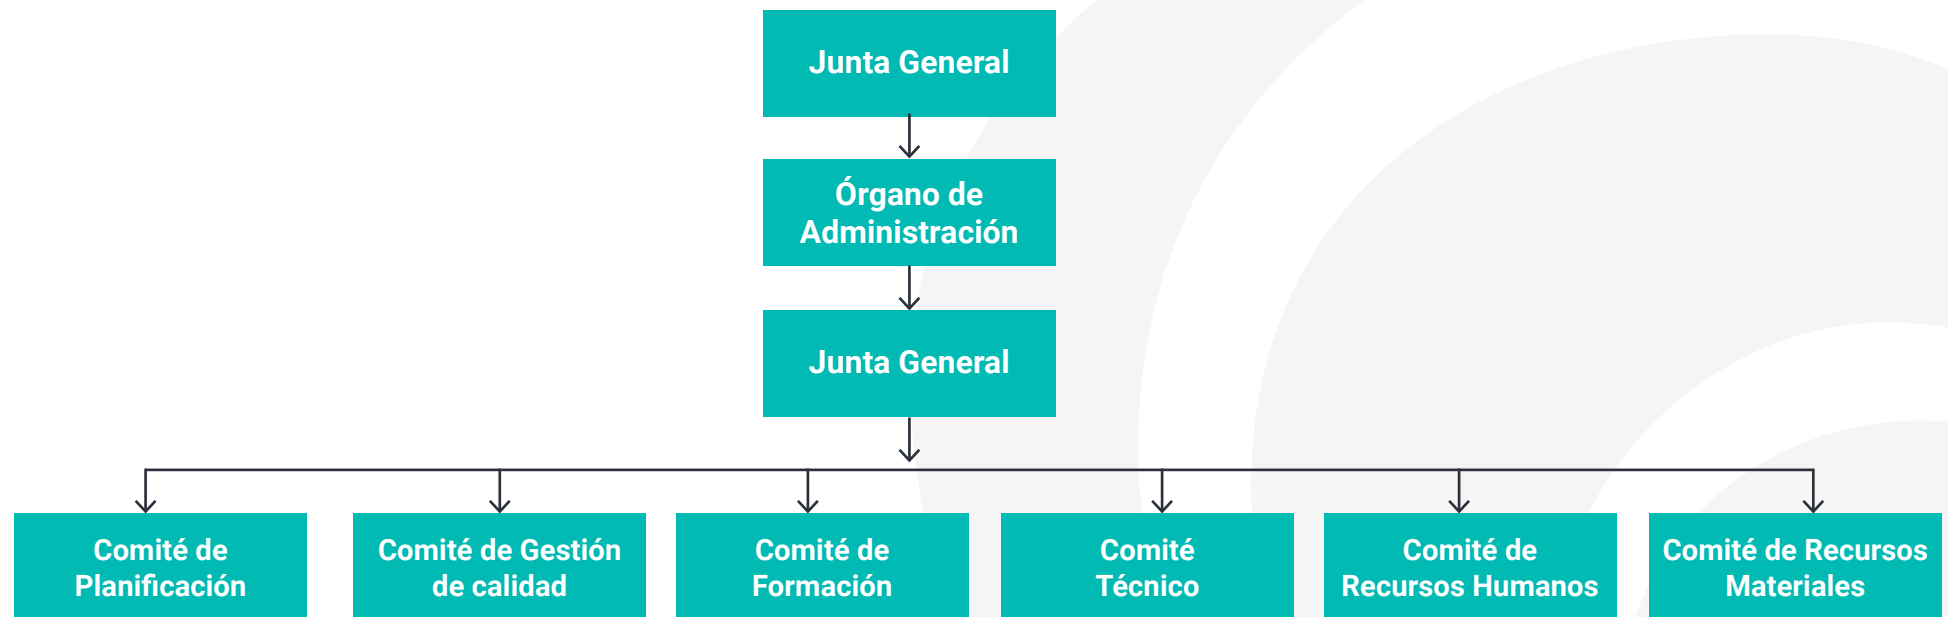 Junta General
Órgano de
Administración
Junta General
Comité de
Planificación
Comité de Gestión
de calidad
Comité de
Formación
Comité
Técnico
Comité de
Recursos Humanos
Comité de Recursos
Materiales